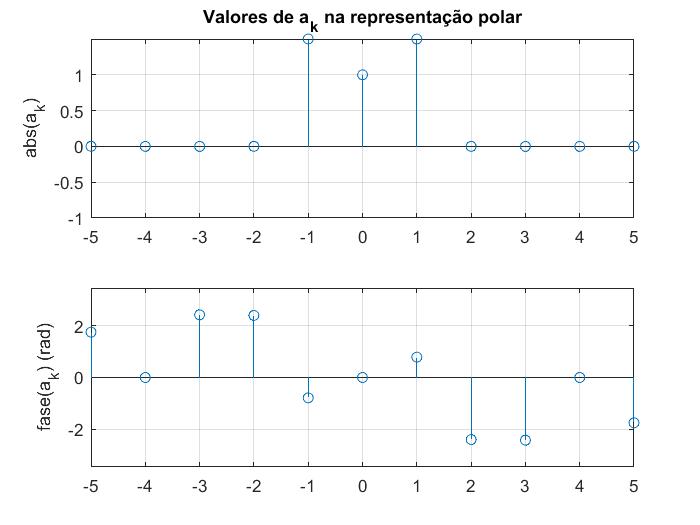 Valores de a_k na representação polar
abs(a_k)
1
0.5
0
-0.5
-1
-5 -4 -3 -2 -1 0 1 2 3 4 5
fase(a_k) (rad)
2
0
-2
-5 -4 -3 -2 -1 0 1 2 3 4 5